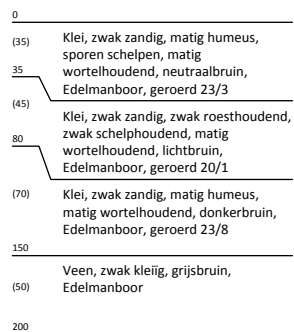 0
(35)
Klei, zwak zandig, matig humeus,
sporen schelpen, matig
wortelhoudend, neutraalbruin,
Edelmanboor, geroerd 23/3
35
(45)
Klei, zwak zandig, zwak roesthoudend,
zwak schelphoudend, matig
wortelhoudend, lichtbruin,
Edelmanboor, geroerd 20/1
80
(70)
Klei, zwak zandig, matig humeus,
matig wortelhoudend, donkerbruin,
Edelmanboor, geroerd 23/8
150
(50)
Veen, zwak kleiïg, grijsbruin,
Edelmanboor
200